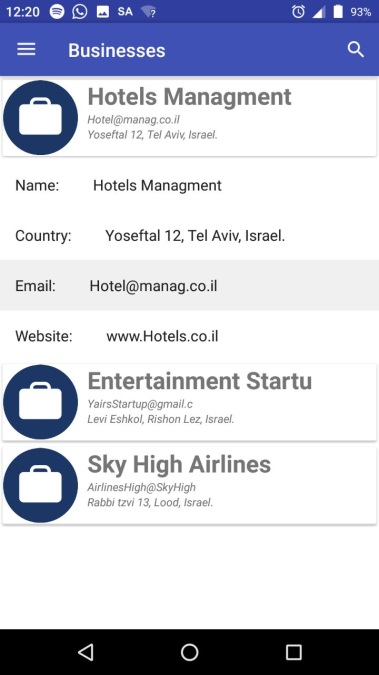 12:20 SA ? 93%
Businesses
Hotels Managment
Hotel@manag.co.il
Yoseftal 12, Tel Aviv, Israel.
Name: Hotels Managment
Country: Yoseftal 12, Tel Aviv, Israel.
Email: Hotel@manag.co.il
Website: www.Hotels.co.il
Entertainment Startu
YairsStartup@gmail.c
Levi Eshkol, Rishon Lez, Israel.
Sky High Airlines
AirlinesHigh@SkyHigh
Rabbi tzvi 13, Lood, Israel.